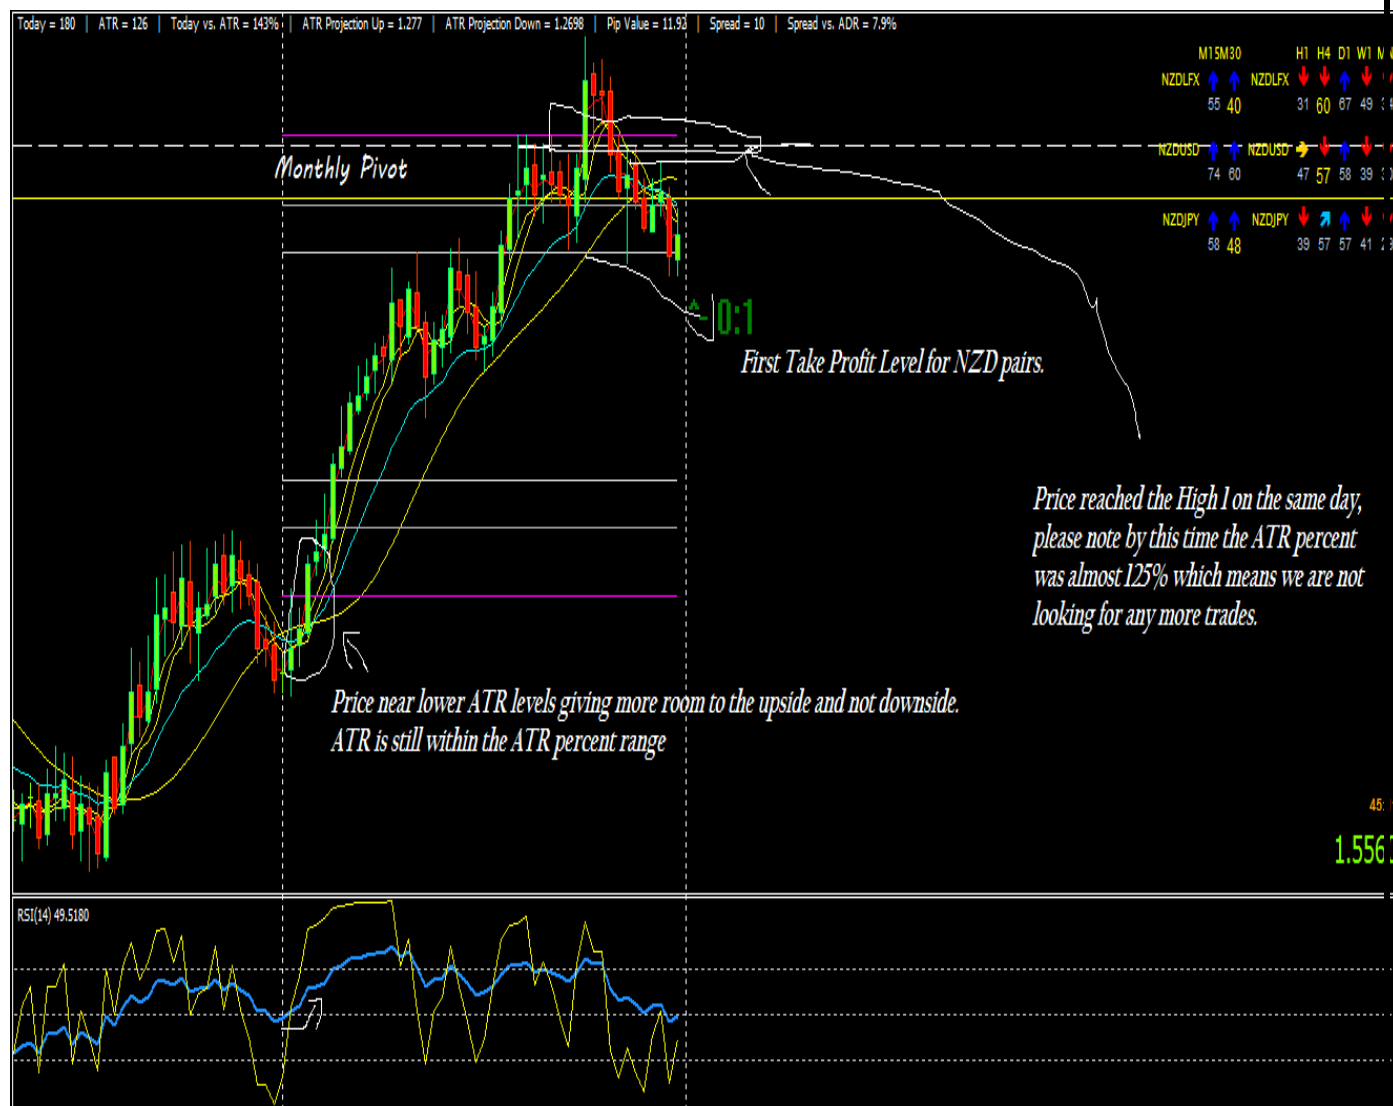 Today = 180 | ATR = 126 | Today vs. ATR = 143% | ATR Projection Up = 1.277 | ATR Projection Down = 1.2698 | Pip Value = 11.93 | Spread = 10 | Spread vs. ADR = 7.9%
M15 M30 H1 H4 D1 W1
NZDLFX NZDLFX
55 40 31 60 67 49
Monthly Pivot
NZDUSD NZDUSD
74 60 47 57 58 39
NZDJPY NZDJPY
58 48 39 57 57 41
0:1
First Take Profit Level for NZD pairs.
Price reached the High 1 on the same day,
please note by this time the ATR percent
was almost 125% which means we are not
looking for any more trades.
Price near lower ATR levels giving more room to the upside and not downside.
ATR is still within the ATR percent range
45:
1.556
RSI(14) 49.5180